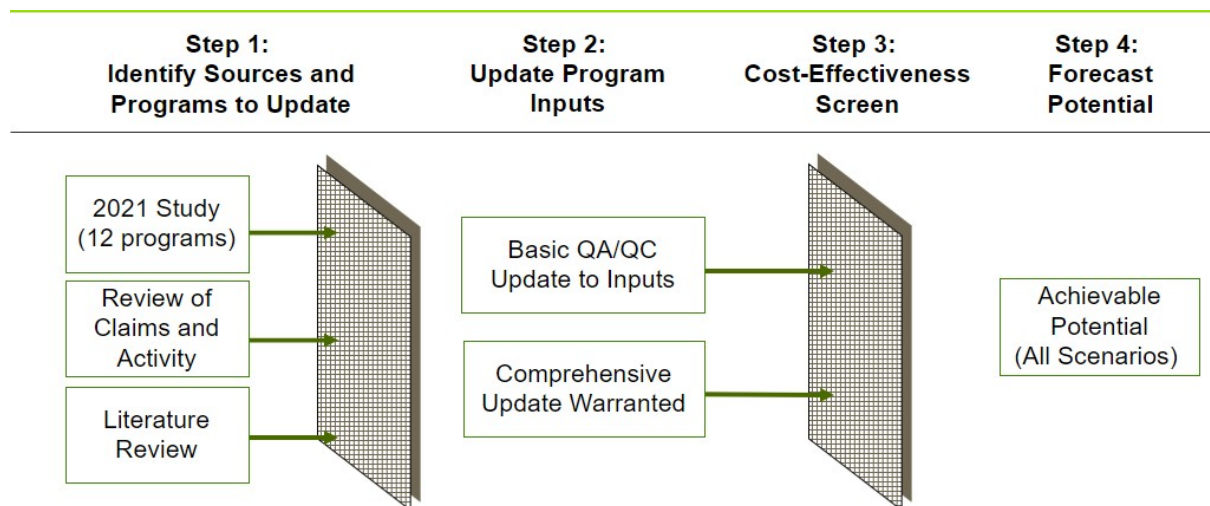 Step 1:
Identify Sources and
Programs to Update
Step 2:
Update Program
Inputs
Step 3:
Cost-Effectiveness
Screen
Step 4:
Forecast
Potential
2021 Study
(12 programs)
Review of
Claims and
Activity
Literature
Review
Basic QA/QC
Update to Inputs
Comprehensive
Update Warranted
Achievable
Potential
(All Scenarios)